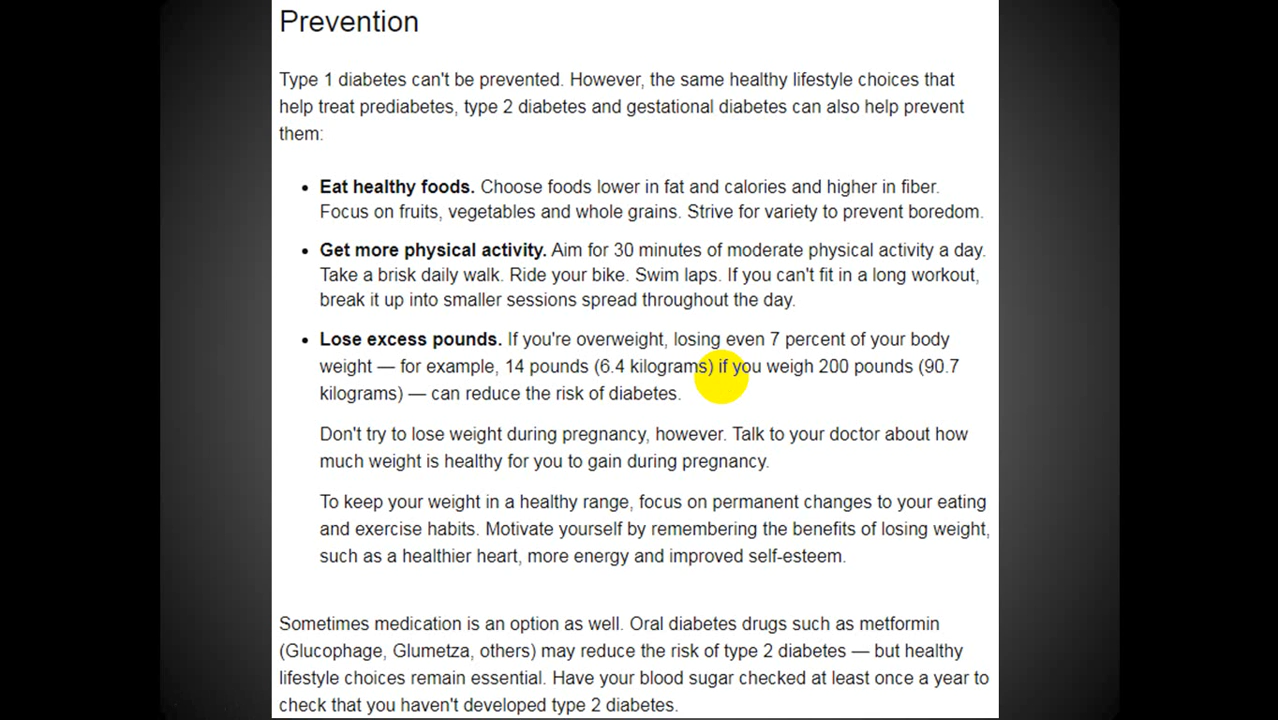 Prevention
Type 1 diabetes can't be prevented. However, the same healthy lifestyle choices that
help treat prediabetes, type 2 diabetes and gestational diabetes can also help prevent
them:
• Eat healthy foods. Choose foods lower in fat and calories and higher in fiber.
Focus on fruits, vegetables and whole grains. Strive for variety to prevent boredom.
• Get more physical activity. Aim for 30 minutes of moderate physical activity a day.
Take a brisk daily walk. Ride your bike. Swim laps. If you can't fit in a long workout,
break it up into smaller sessions spread throughout the day.
• Lose excess pounds. If you're overweight, losing even 7 percent of your body
weight — for example, 14 pounds (6.4 kilograms) if you weigh 200 pounds (90.7
kilograms) — can reduce the risk of diabetes.
Don't try to lose weight during pregnancy, however. Talk to your doctor about how
much weight is healthy for you to gain during pregnancy.
To keep your weight in a healthy range, focus on permanent changes to your eating
and exercise habits. Motivate yourself by remembering the benefits of losing weight,
such as a healthier heart, more energy and improved self-esteem.
Sometimes medication is an option as well. Oral diabetes drugs such as metformin
(Glucophage, Glumetza, others) may reduce the risk of type 2 diabetes — but healthy
lifestyle choices remain essential. Have your blood sugar checked at least once a year to
check that you haven't developed type 2 diabetes.